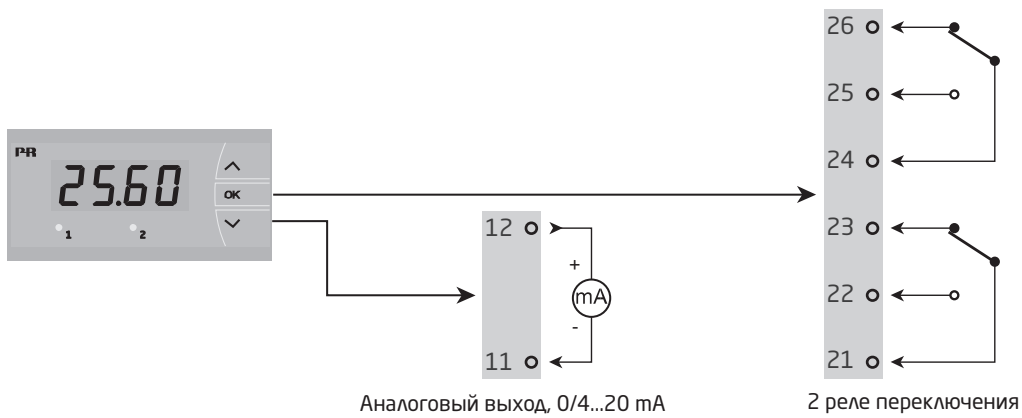 PR
25.60
OK
1
2
12
+
mA
-
11
26
25
24
23
22
21
Аналоговый выход, 0/4...20 mA
2 реле переключения